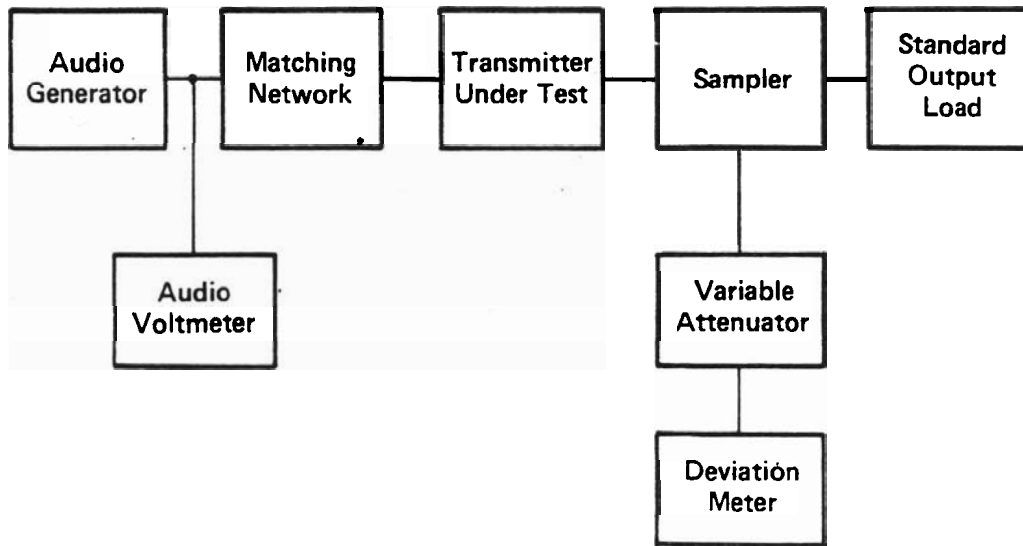 Audio
Generator
Matching
Network
Transmitter
Under Test
Sampler
Standard
Output
Load
Audio
Voltmeter
Variable
Attenuator
Deviation
Meter